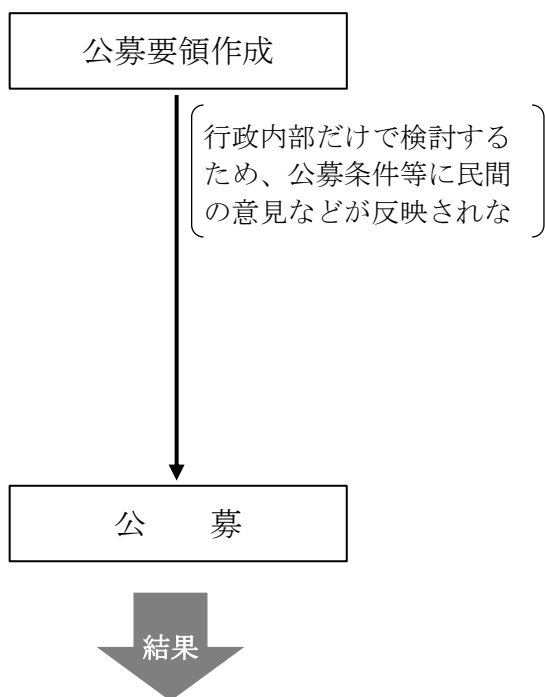 公募要領作成
行政内部だけで検討する
ため、公募条件等に民間
の意見などが反映されな
公　　募
結果